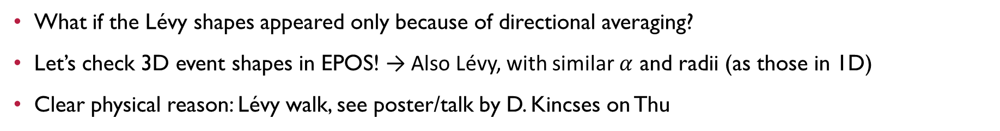 • What if the Lévy shapes appeared only because of directional averaging?
• Let’s check 3D event shapes in EPOS! → Also Lévy, with similar α and radii (as those in 1D)
• Clear physical reason: Lévy walk, see poster/talk by D. Kincses on Thu